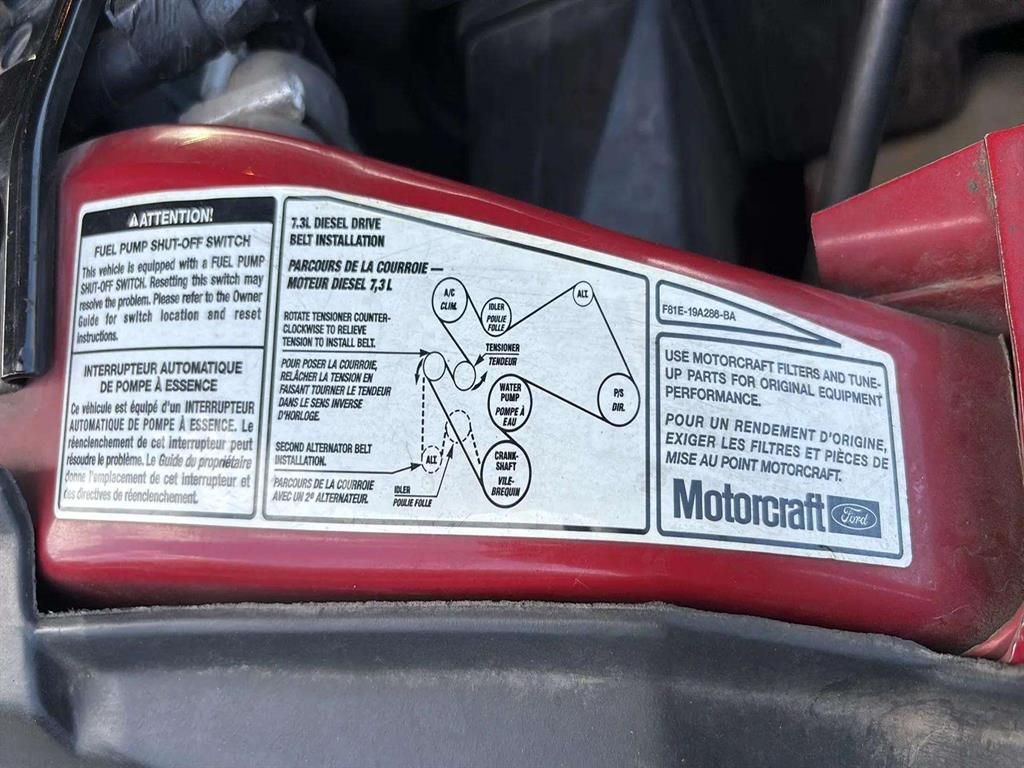 ATTENTION!
FUEL PUMP SHUT-OFF SWITCH
This vehicle is equipped with a FUEL PUMP
SHUT-OFF SWITCH. Resetting this switch may
resolve the problem. Please refer to the Owner
Guide for switch location and reset
instructions.
INTERRUPTEUR AUTOMATIQUE
DE POMPE À ESSENCE
Ce véhicule est équipé d'un INTERRUPTEUR
AUTOMATIQUE DE POMPE À ESSENCE. Le
réenclenchement de cet interrupteur peut
résoudre le problème. Le Guide du propriétaire
donne l'emplacement de cet interrupteur et
des directives de réenclenchement.
7.3L DIESEL DRIVE
BELT INSTALLATION
PARCOURS DE LA COURROIE —
MOTEUR DIESEL 7,3 L
ROTATE TENSIONER COUNTER-
CLOCKWISE TO RELIEVE
TENSION TO INSTALL BELT.
POUR POSER LA COURROIE,
RELÂCHER LA TENSION EN
FAISANT TOURNER LE TENDEUR
DANS LE SENS INVERSE
D'HORLOGE.
SECOND ALTERNATOR BELT
INSTALLATION.
PARCOURS DE LA COURROIE
AVEC UN 2e ALTERNATEUR.
A/C
CLIM.
IDLER
POULIE
FOLLE
ALT.
TENSIONER
TENDEUR
WATER
PUMP
POMPE À
EAU
P/S
DIR.
ALT.
CRANK-
SHAFT
VILE-
BREQUIN
IDLER
POULIE FOLLE
F81E-19A286-BA
USE MOTORCRAFT FILTERS AND TUNE-
UP PARTS FOR ORIGINAL EQUIPMENT
PERFORMANCE.
POUR UN RENDEMENT D'ORIGINE,
EXIGER LES FILTRES ET PIÈCES DE
MISE AU POINT MOTORCRAFT.
Motorcraft Ford